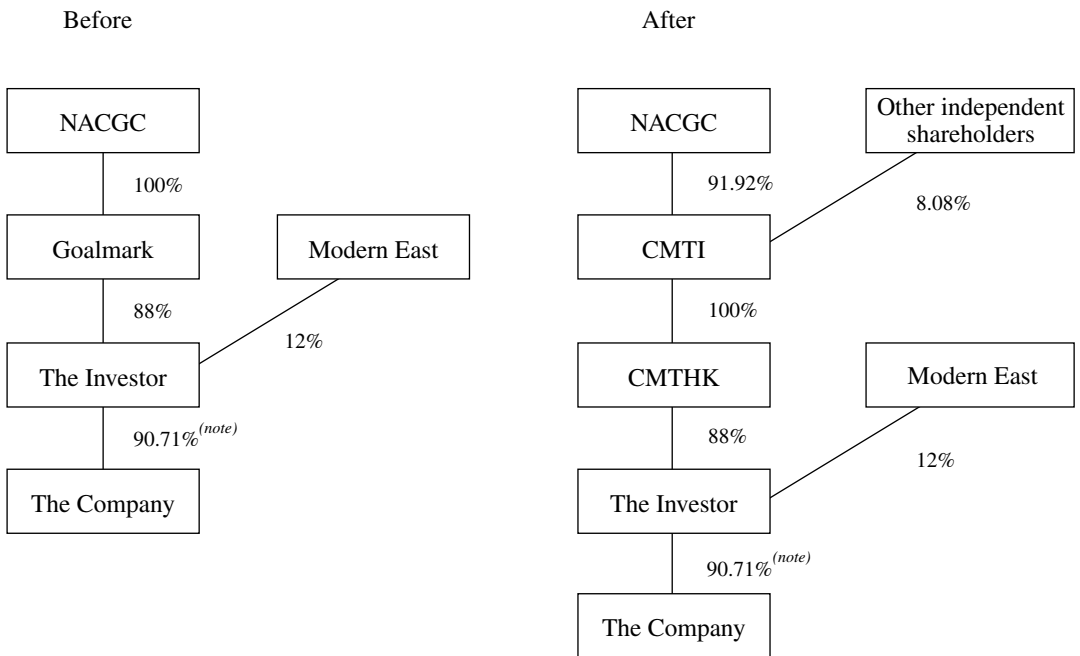 Before
NACGC
100%
Goalmark
Modern East
88%
12%
The Investor
90.71%(note)
The Company
After
NACGC
Other independent
shareholders
91.92%
8.08%
CMTI
100%
CMTHK
Modern East
88%
12%
The Investor
90.71%(note)
The Company